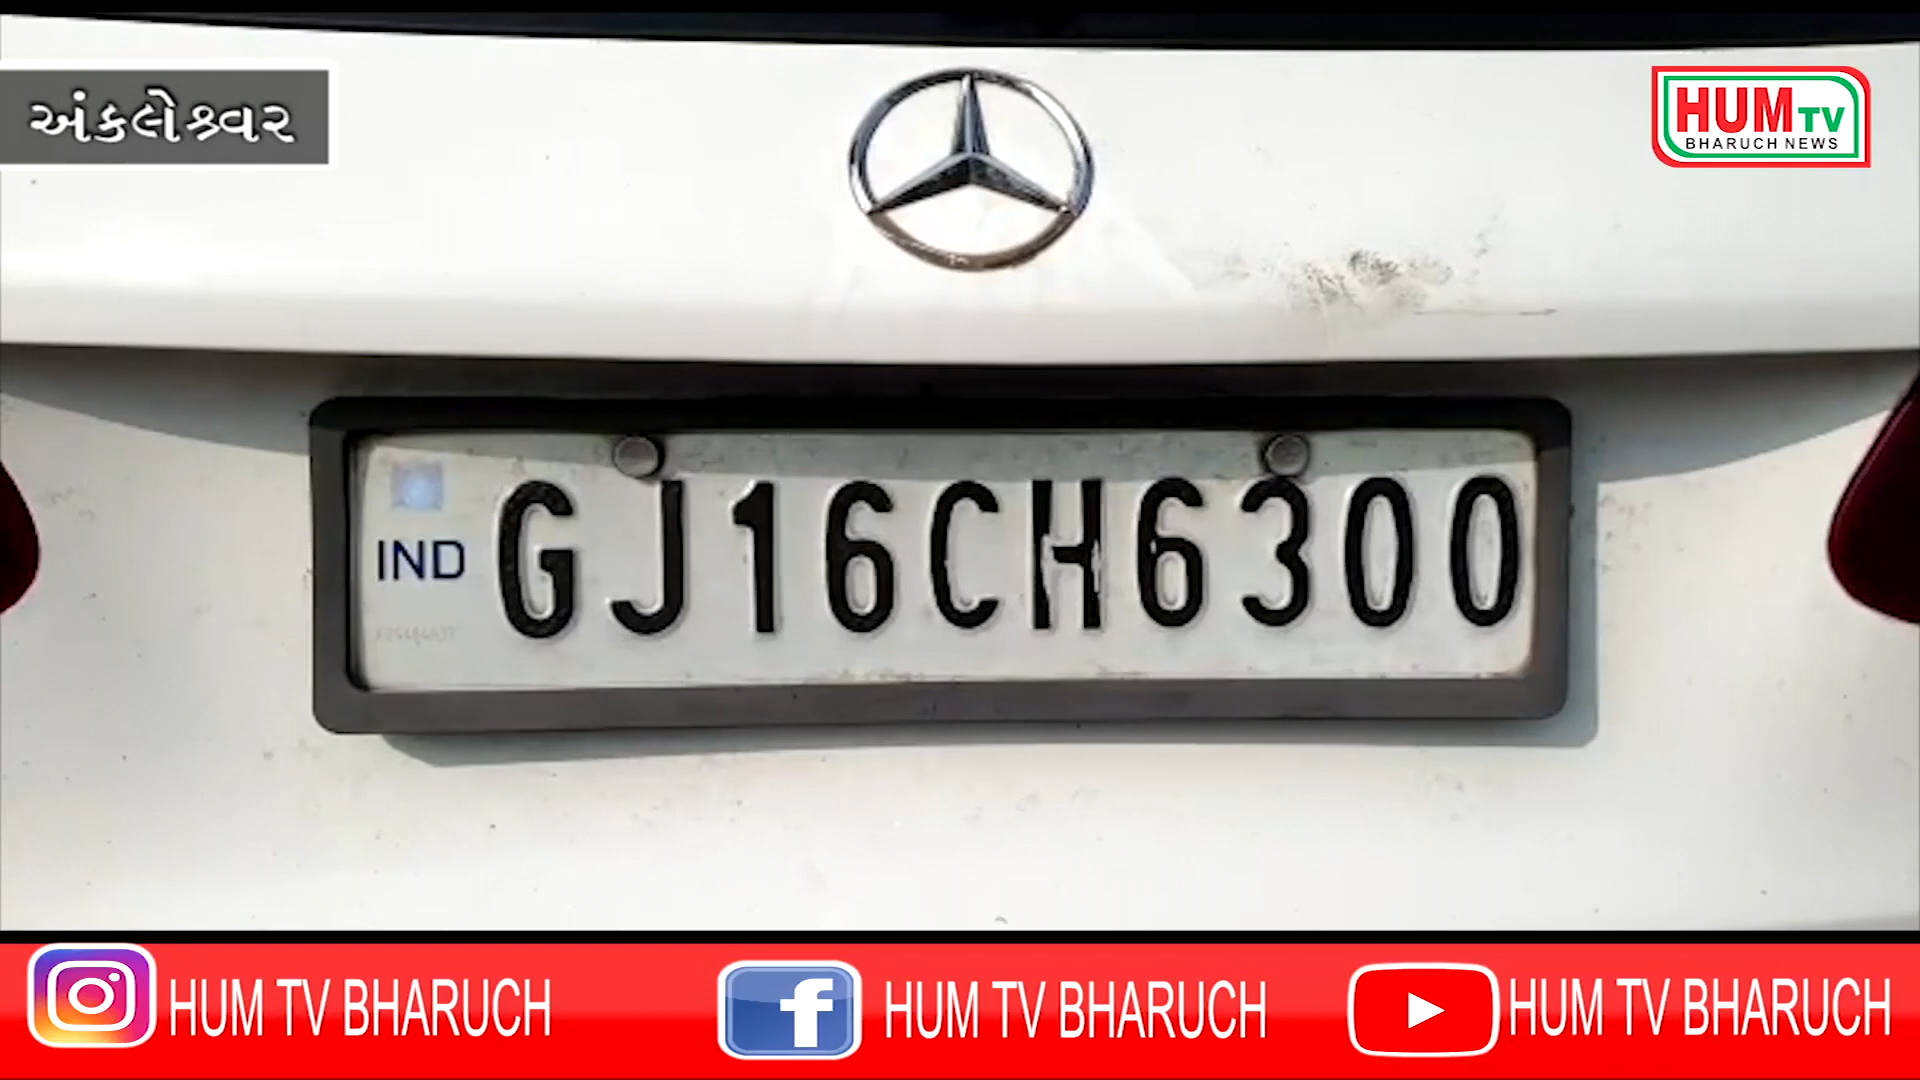 અંકલેશ્વર
HUM TV
BHARUCH NEWS
IND
GJ16CH6300
HUM TV BHARUCH
HUM TV BHARUCH
HUM TV BHARUCH